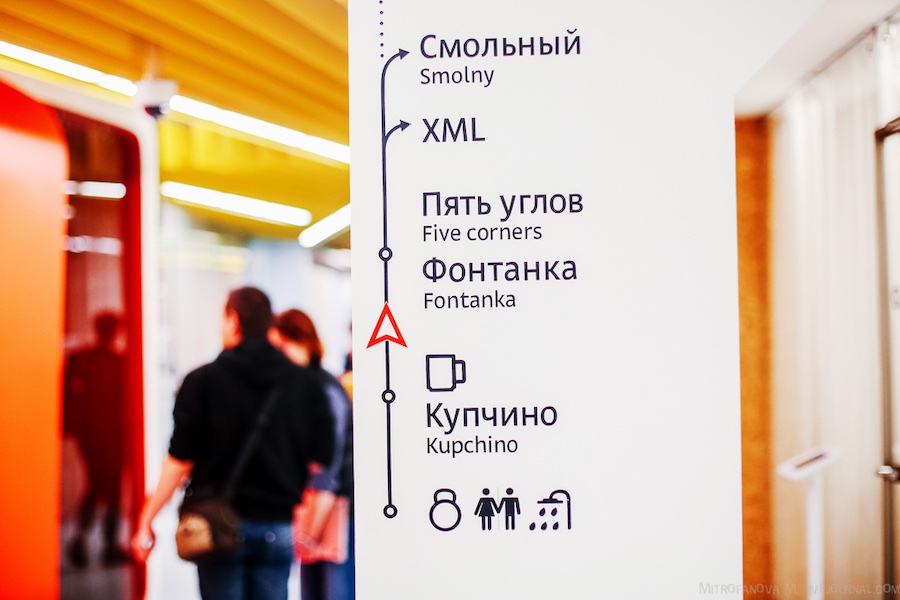 Смольный
Smolny
XML
Пять углов
Five corners
Фонтанка
Fontanka
Купчино
Kupchino